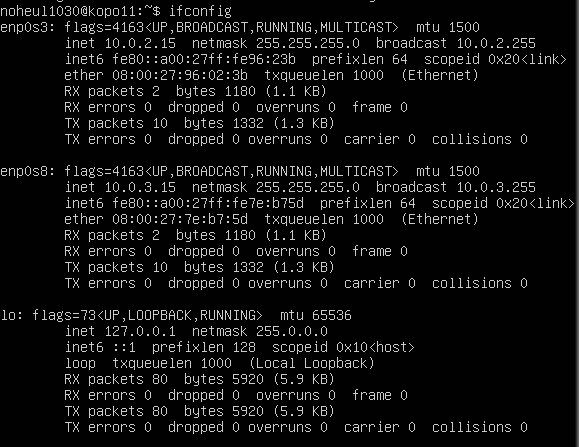 noheul1030@kopo11:~$ ifconfig
enp0s3: flags=4163<UP,BROADCAST,RUNNING,MULTICAST>  mtu 1500
        inet 10.0.2.15  netmask 255.255.255.0  broadcast 10.0.2.255
        inet6 fe80::a00:27ff:fe96:23b  prefixlen 64  scopeid 0x20<link>
        ether 08:00:27:96:02:3b  txqueuelen 1000  (Ethernet)
        RX packets 2  bytes 1180 (1.1 KB)
        RX errors 0  dropped 0  overruns 0  frame 0
        TX packets 10  bytes 1332 (1.3 KB)
        TX errors 0  dropped 0 overruns 0  carrier 0  collisions 0

enp0s8: flags=4163<UP,BROADCAST,RUNNING,MULTICAST>  mtu 1500
        inet 10.0.3.15  netmask 255.255.255.0  broadcast 10.0.3.255
        inet6 fe80::a00:27ff:fe7e:b75d  prefixlen 64  scopeid 0x20<link>
        ether 08:00:27:7e:b7:5d  txqueuelen 1000  (Ethernet)
        RX packets 2  bytes 1180 (1.1 KB)
        RX errors 0  dropped 0  overruns 0  frame 0
        TX packets 10  bytes 1332 (1.3 KB)
        TX errors 0  dropped 0 overruns 0  carrier 0  collisions 0

lo: flags=73<UP,LOOPBACK,RUNNING>  mtu 65536
        inet 127.0.0.1  netmask 255.0.0.0
        inet6 ::1  prefixlen 128  scopeid 0x10<host>
        loop  txqueuelen 1000  (Local Loopback)
        RX packets 80  bytes 5920 (5.9 KB)
        RX errors 0  dropped 0  overruns 0  frame 0
        TX packets 80  bytes 5920 (5.9 KB)
        TX errors 0  dropped 0 overruns 0  carrier 0  collisions 0